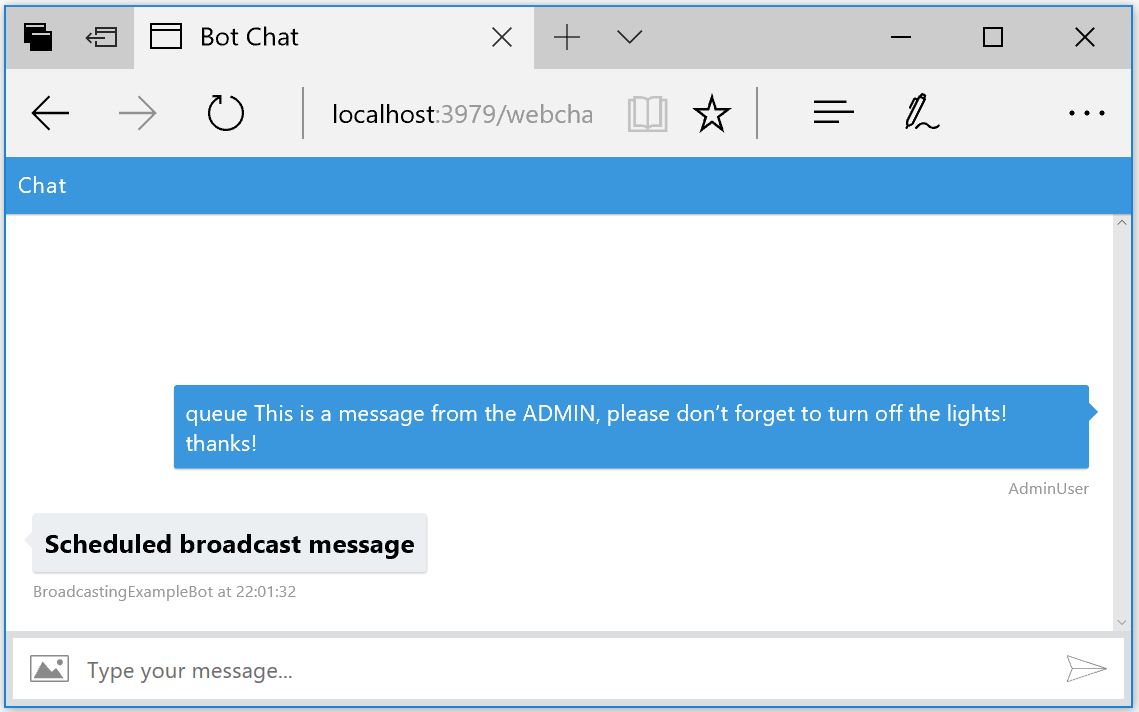 Bot Chat
localhost:3979/webcha
Chat
queue This is a message from the ADMIN, please don’t forget to turn off the lights!
thanks!
AdminUser
Scheduled broadcast message
BroadcastingExampleBot at 22:01:32
Type your message...